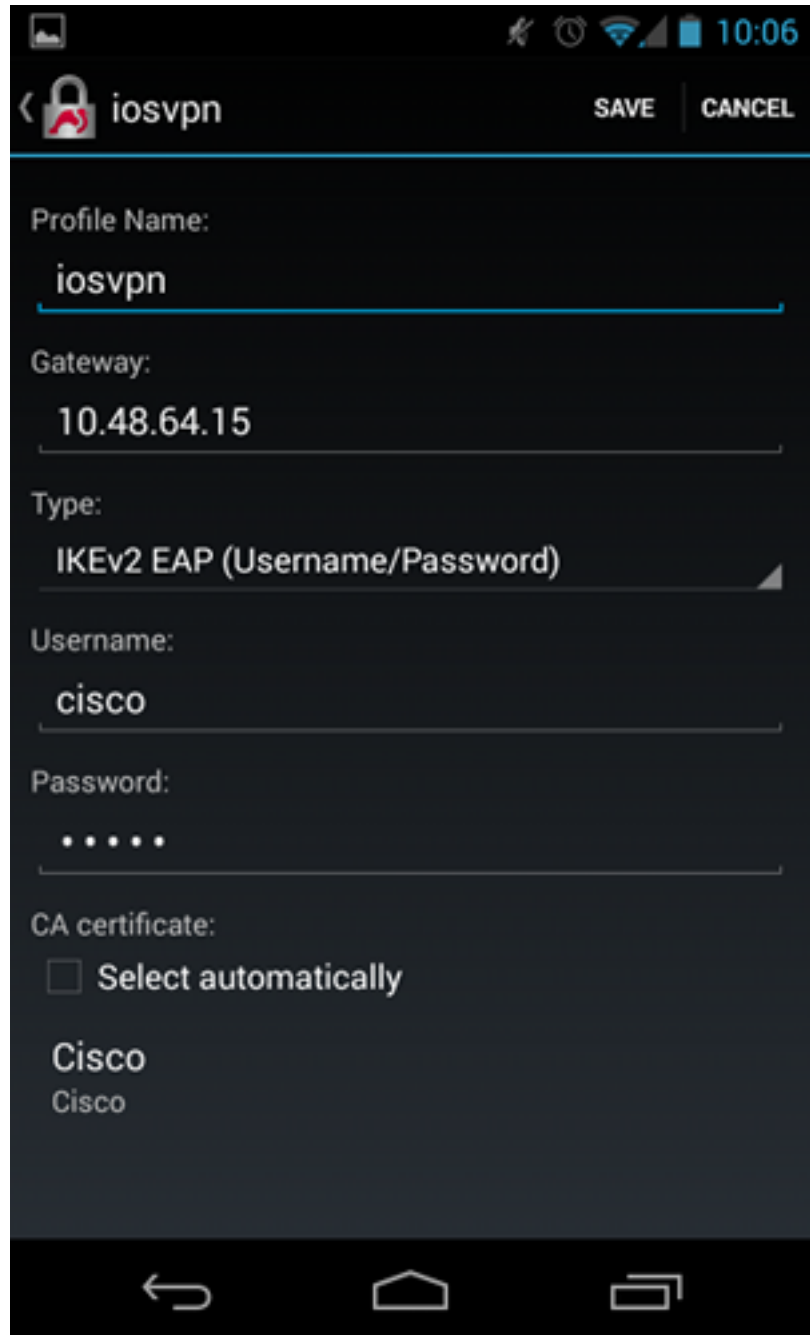 10:06
iosvpn SAVE CANCEL
Profile Name:
iosvpn
Gateway:
10.48.64.15
Type:
IKEv2 EAP (Username/Password)
Username:
cisco
Password:
•••••
CA certificate:
Select automatically
Cisco
Cisco